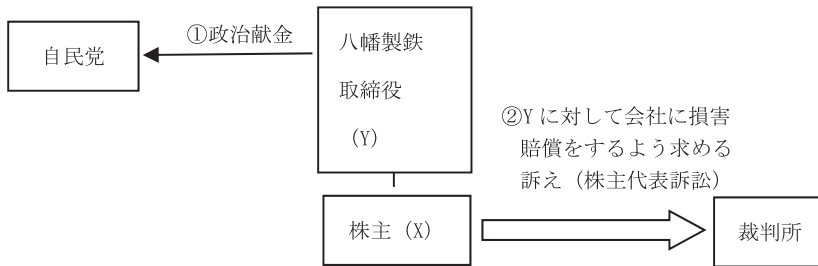 ①政治献金
自民党
八幡製鉄
取締役
（Y）
②Y に対して会社に損害
賠償をするよう求める
訴え（株主代表訴訟）
株主（X）
裁判所